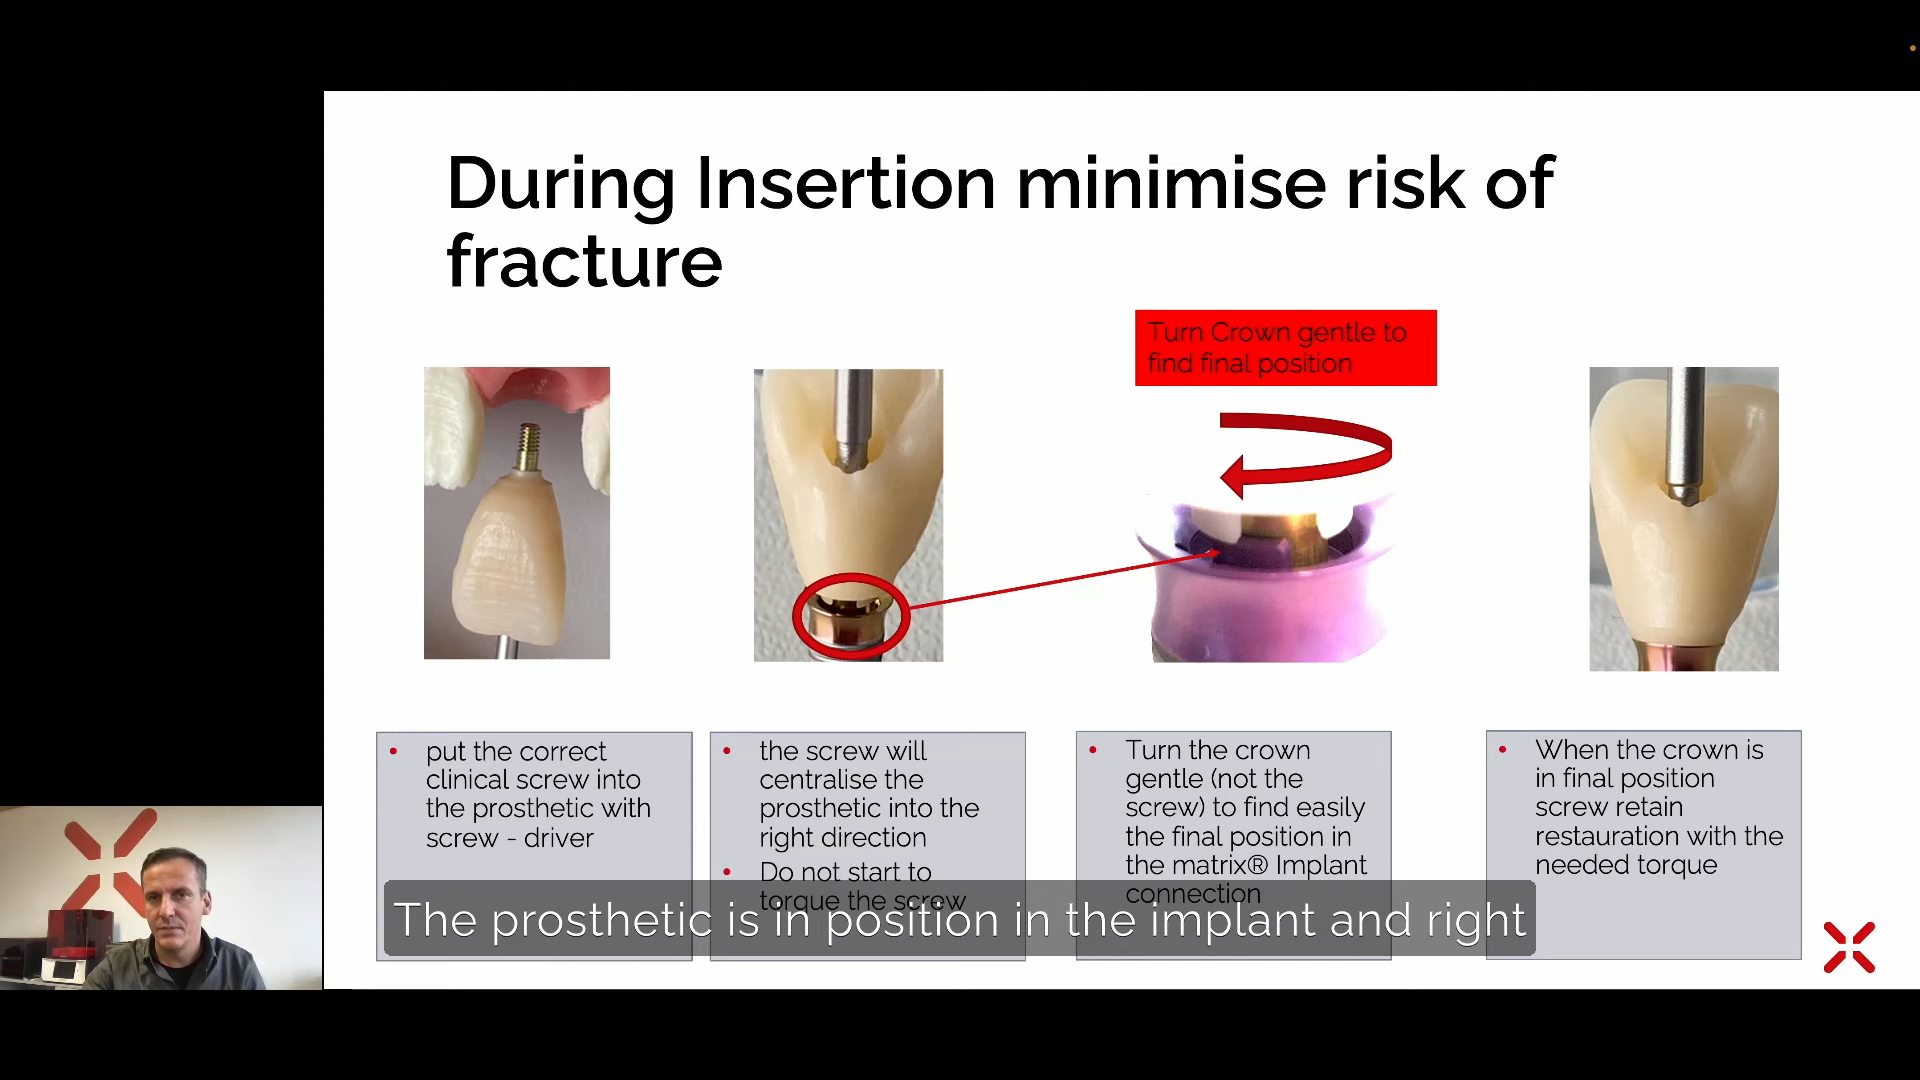 During Insertion minimise risk of
fracture
Turn Crown gentle to
find final position
put the correct
clinical screw into
the prosthetic with
screw - driver
the screw will
centralise the
prosthetic into the
right direction
Do not start to
torque the screw
Turn the crown
gentle (not the
screw) to find easily
the final position in
the matrix® Implant
connection
When the crown is
in final position
screw retain
restauration with the
needed torque
The prosthetic is in position in the implant and right